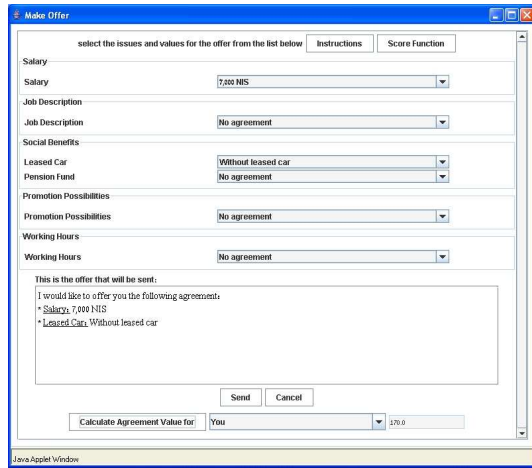 Make Offer
select the issues and values for the offer from the list below Instructions Score Function
Salary
Salary 7,000 NIS
Job Description
Job Description No agreement
Social Benefits
Leased Car Without leased car
Pension Fund No agreement
Promotion Possibilities
Promotion Possibilities No agreement
Working Hours
Working Hours No agreement
This is the offer that will be sent:
I would like to offer you the following agreement:
* Salary: 7,000 NIS
* Leased Car: Without leased car
Send Cancel
Calculate Agreement Value for You 170.0
Java Applet Window